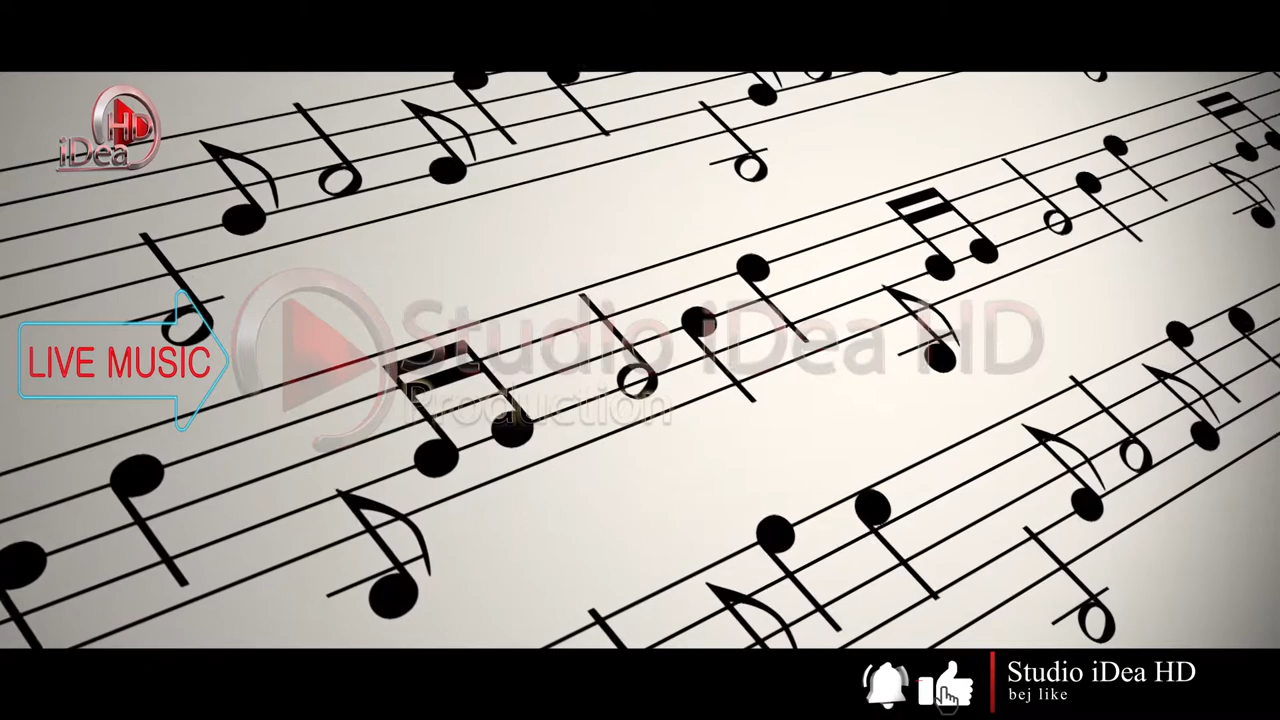 HD
iDea
Studio iDea HD
Production
LIVE MUSIC
Studio iDea HD
bej like